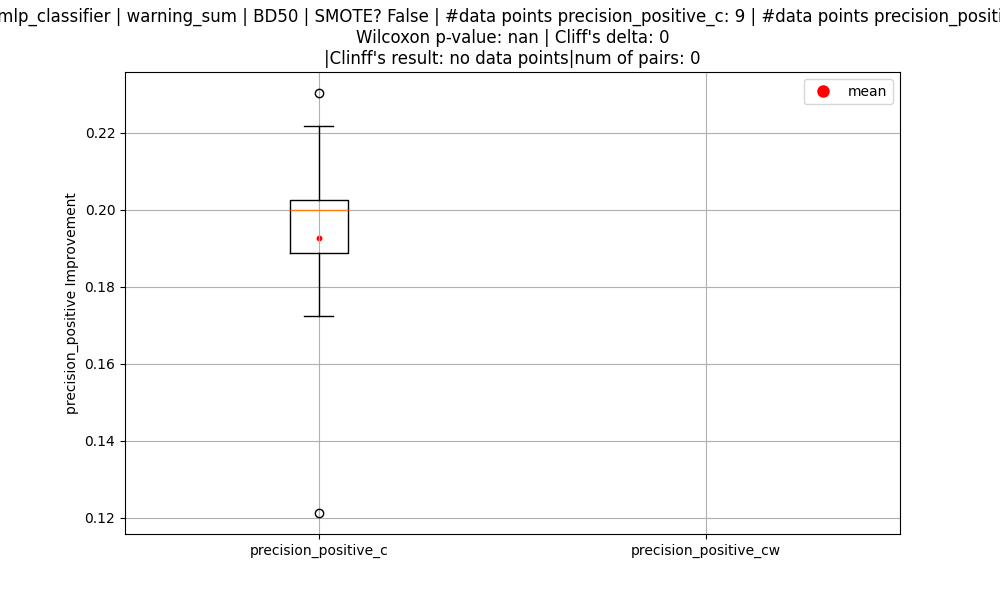 mlp_classifier | warning_sum | BD50 | SMOTE? False | #data points precision_positive_c: 9 | #data points
Wilcoxon p-value: nan | Cliff's delta: 0
|Clinff's result: no data points|num of pairs: 0
mean
0.22
0.20
0.18
0.16
0.14
0.12
precision_positive Improvement
precision_positive_c
precision_positive_cw